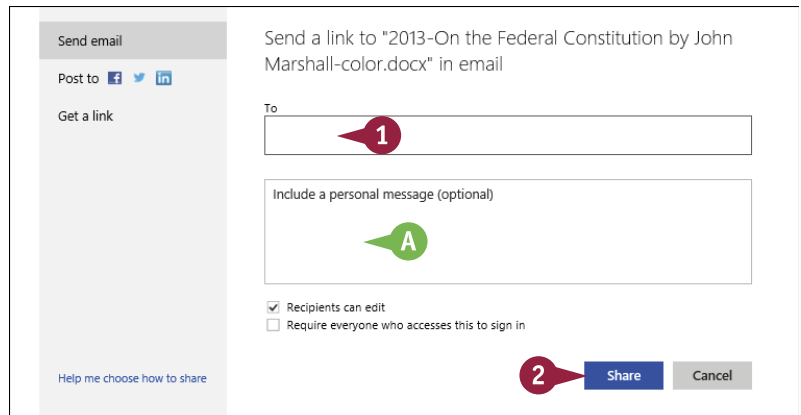 Send email
Post to
Get a link
Help me choose how to share
Send a link to "2013-On the Federal Constitution by John
Marshall-color.docx" in email
To
1
Include a personal message (optional)
A
Recipients can edit
Require everyone who accesses this to sign in
2
Share
Cancel